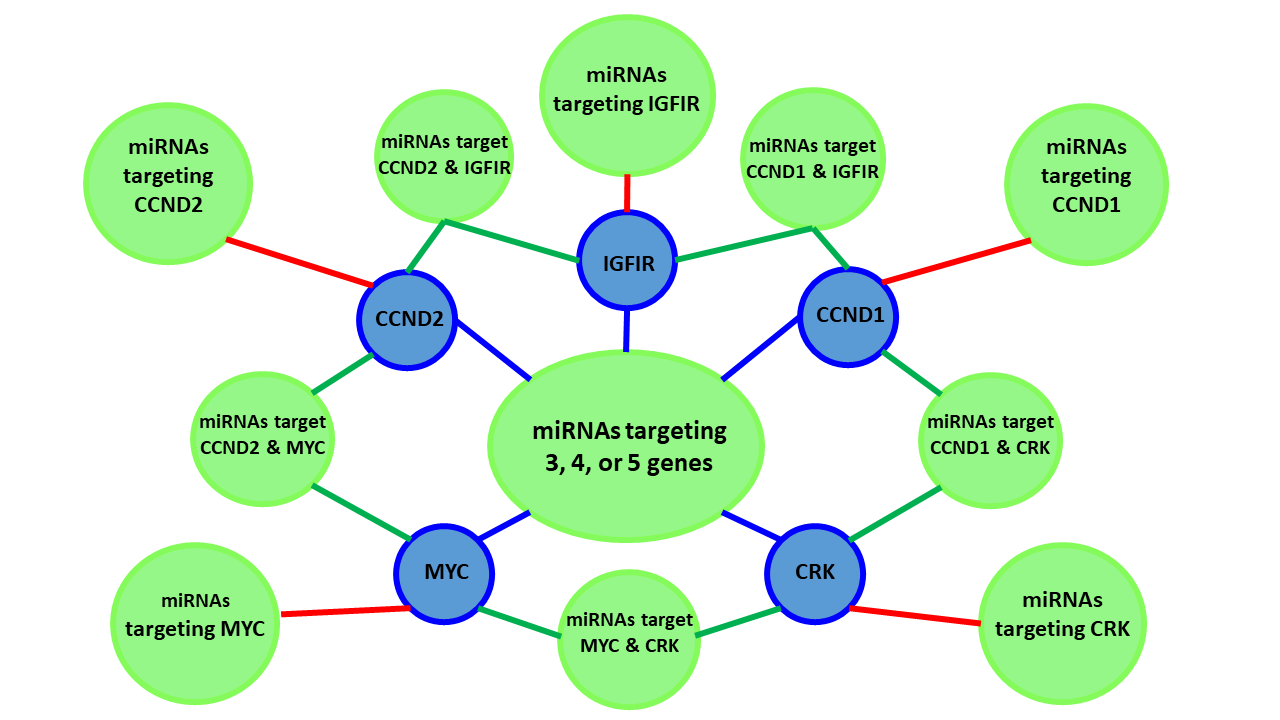 miRNAs
targeting IGFIR
miRNAs target
CCND2 & IGFIR
miRNAs target
CCND1 & IGFIR
miRNAs
targeting
CCND2
miRNAs
targeting
CCND1
IGFIR
CCND2
CCND1
miRNAs target
CCND2 & MYC
miRNAs targeting
3, 4, or 5 genes
miRNAs target
CCND1 & CRK
MYC
CRK
miRNAs
targeting MYC
miRNAs target
MYC & CRK
miRNAs
targeting CRK